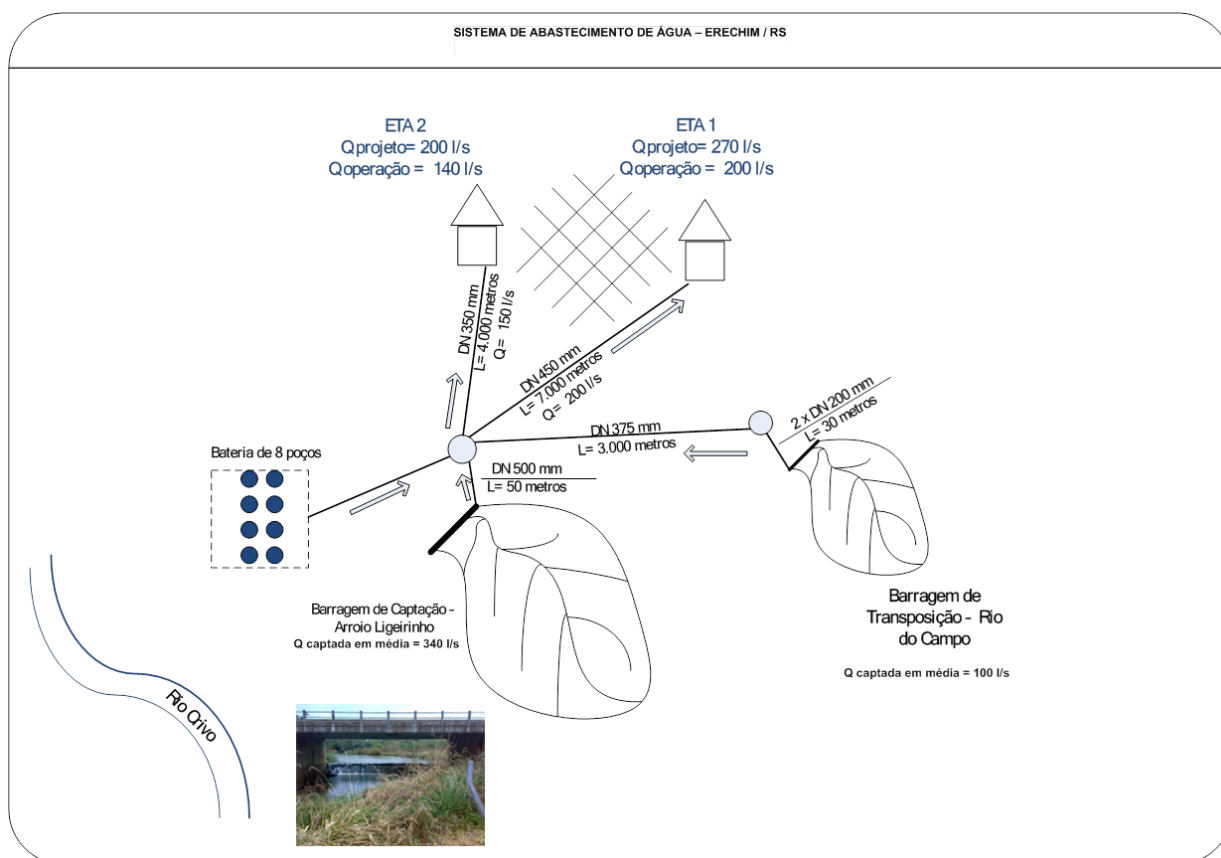 SISTEMA DE ABASTECIMENTO DE ÁGUA – ERECHIM / RS
ETA 2
Qprojeto= 200 l/s
Qoperação = 140 l/s
ETA 1
Qprojeto= 270 l/s
Qoperação = 200 l/s
DN 350 mm
L= 4.000 metros
Q= 150 l/s
DN 450 mm
L= 7.000 metros
Q= 200 l/s
2 x DN 200 mm
L= 30 metros
DN 375 mm
L= 3.000 metros
Bateria de 8 poços
DN 500 mm
L= 50 metros
Barragem de Captação -
Arroio Ligeirinho
Q captada em média = 340 l/s
Barragem de
Transposição - Rio
do Campo
Q captada em média = 100 l/s
Rio Crivo